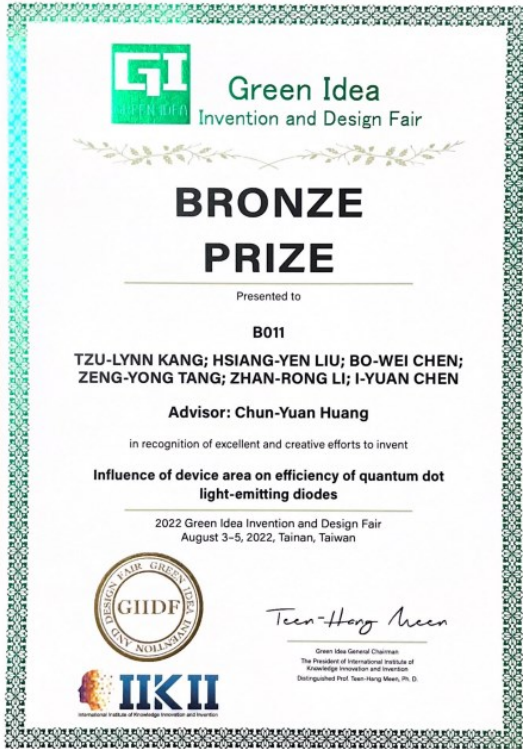 GI
GREEN IDEA
Green Idea
Invention and Design Fair
BRONZE
PRIZE
Presented to
B011
TZU-LYNN KANG; HSIANG-YEN LIU; BO-WEI CHEN;
ZENG-YONG TANG; ZHAN-RONG LI; I-YUAN CHEN
Advisor: Chun-Yuan Huang
in recognition of excellent and creative efforts to invent
Influence of device area on efficiency of quantum dot
light-emitting diodes
2022 Green Idea Invention and Design Fair
August 3–5, 2022, Tainan, Taiwan
GREEN IDEA INVENTION AND DESIGN FAIR
GIIDF
Teen-Hang Meen
Green Idea General Chairman
The President of International Institute of
Knowledge Innovation and Invention
Distinguished Prof. Teen-Hang Meen, Ph. D.
IIKII
International Institute of Knowledge Innovation and Invention